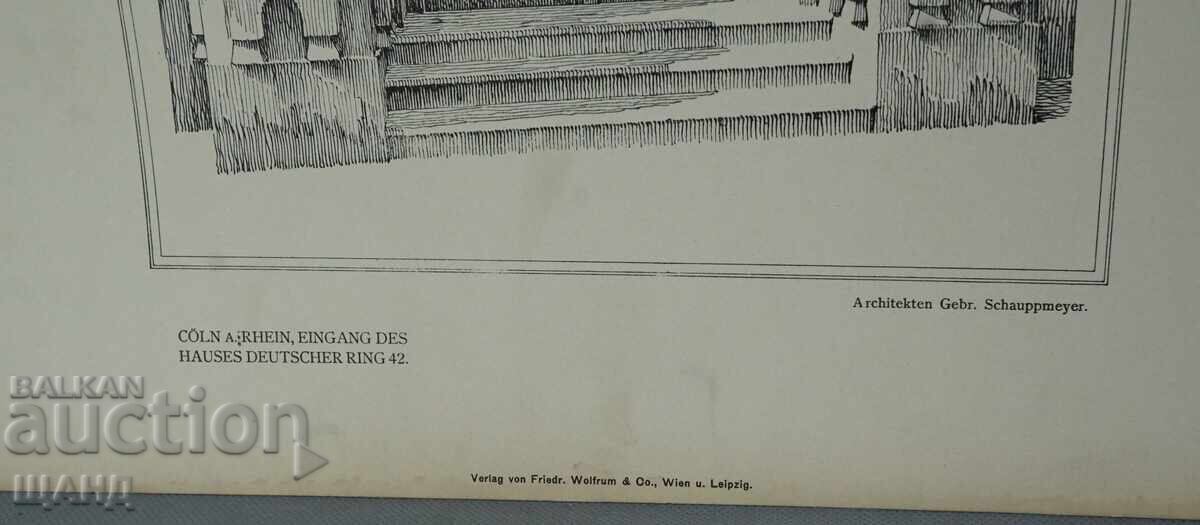 Architekten Gebr. Schauppmeyer.
CÖLN A. RHEIN, EINGANG DES
HAUSES DEUTSCHER RING 42.
BALKAN
auction
ШАНД
Verlag von Friedr. Wolfrum & Co., Wien u. Leipzig.